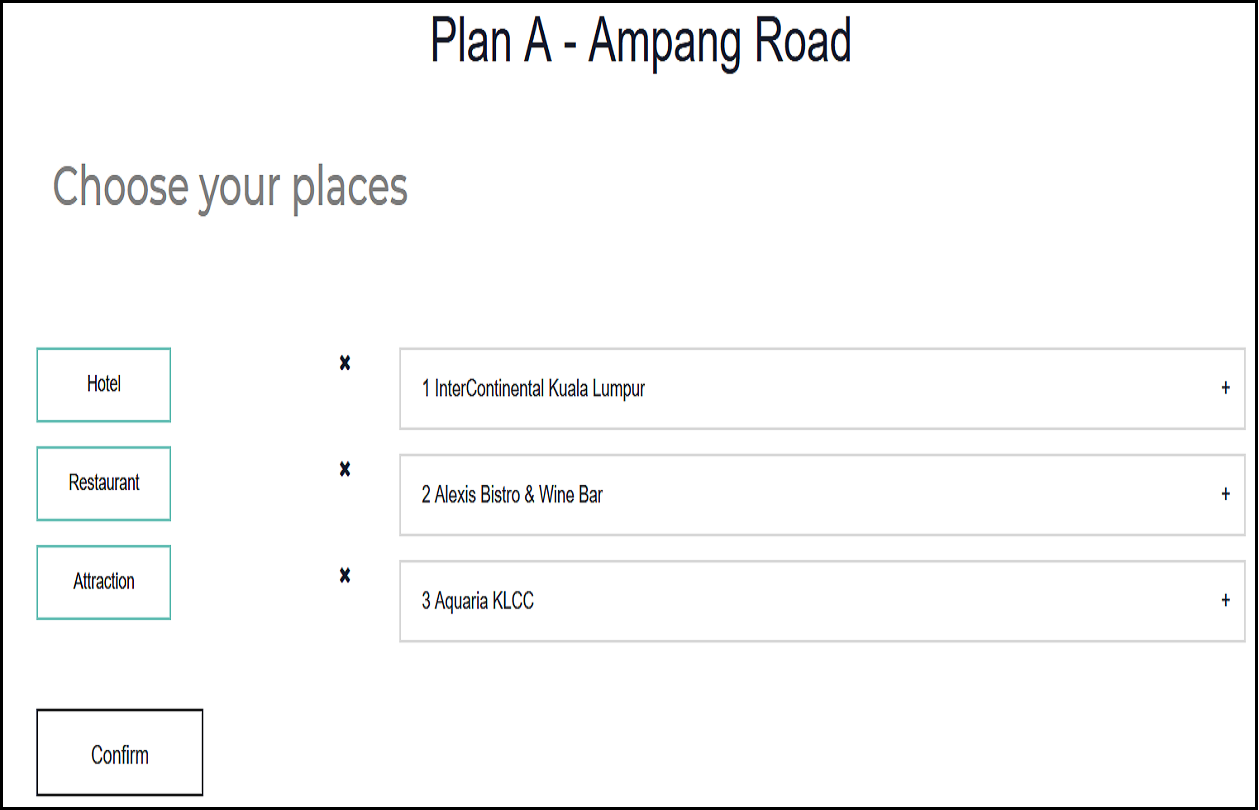 Plan A - Ampang Road
Choose your places
Hotel
Restaurant
Attraction
✖ 1 InterContinental Kuala Lumpur +
✖ 2 Alexis Bistro & Wine Bar +
✖ 3 Aquaria KLCC +
Confirm